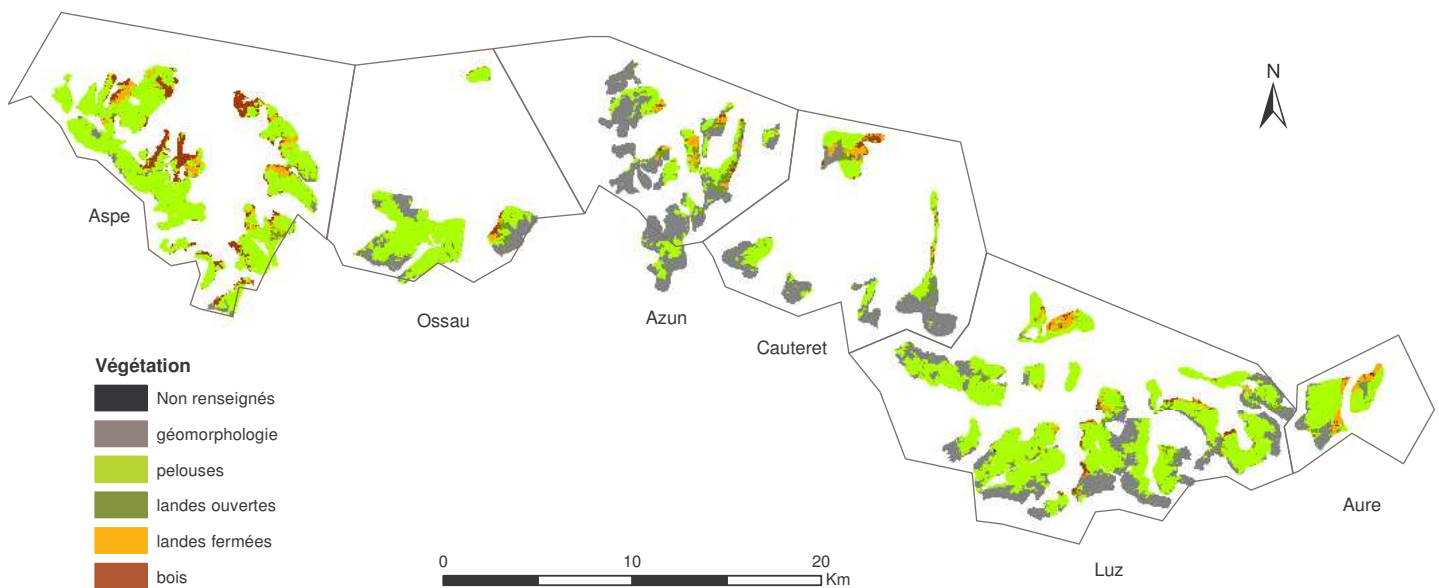 N
Aspe
Ossau
Azun
Cauteret
Luz
Aure
Végétation
Non renseignés
géomorphologie
pelouses
landes ouvertes
landes fermées
bois
0 10 20
Km